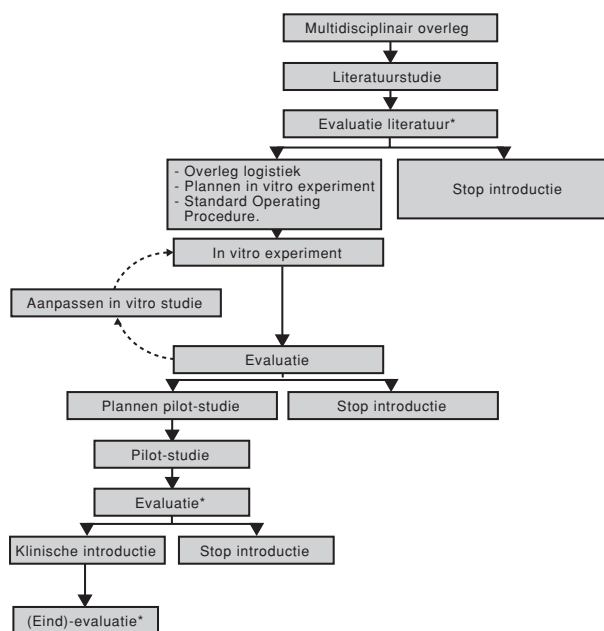 Multidisciplinair overleg
Literatuurstudie
Evaluatie literatuur*
- Overleg logistiek
- Plannen in vitro experiment
- Standard Operating
Procedure.
Stop introductie
In vitro experiment
Aanpassen in vitro studie
Evaluatie
Plannen pilot-studie
Stop introductie
Pilot-studie
Evaluatie*
Klinische introductie
Stop introductie
(Eind)-evaluatie*